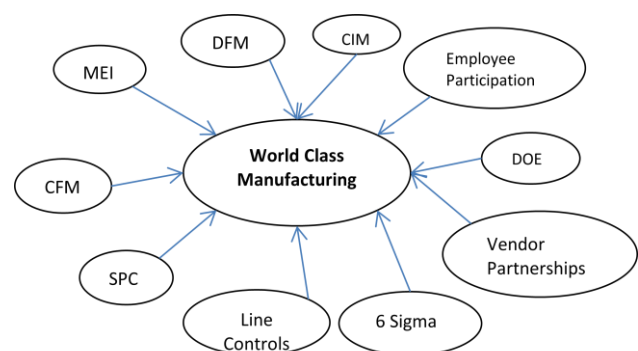 DFM
CIM
MEI
Employee
Participation
World Class
Manufacturing
DOE
CFM
Vendor
Partnerships
SPC
Line
Controls
6 Sigma